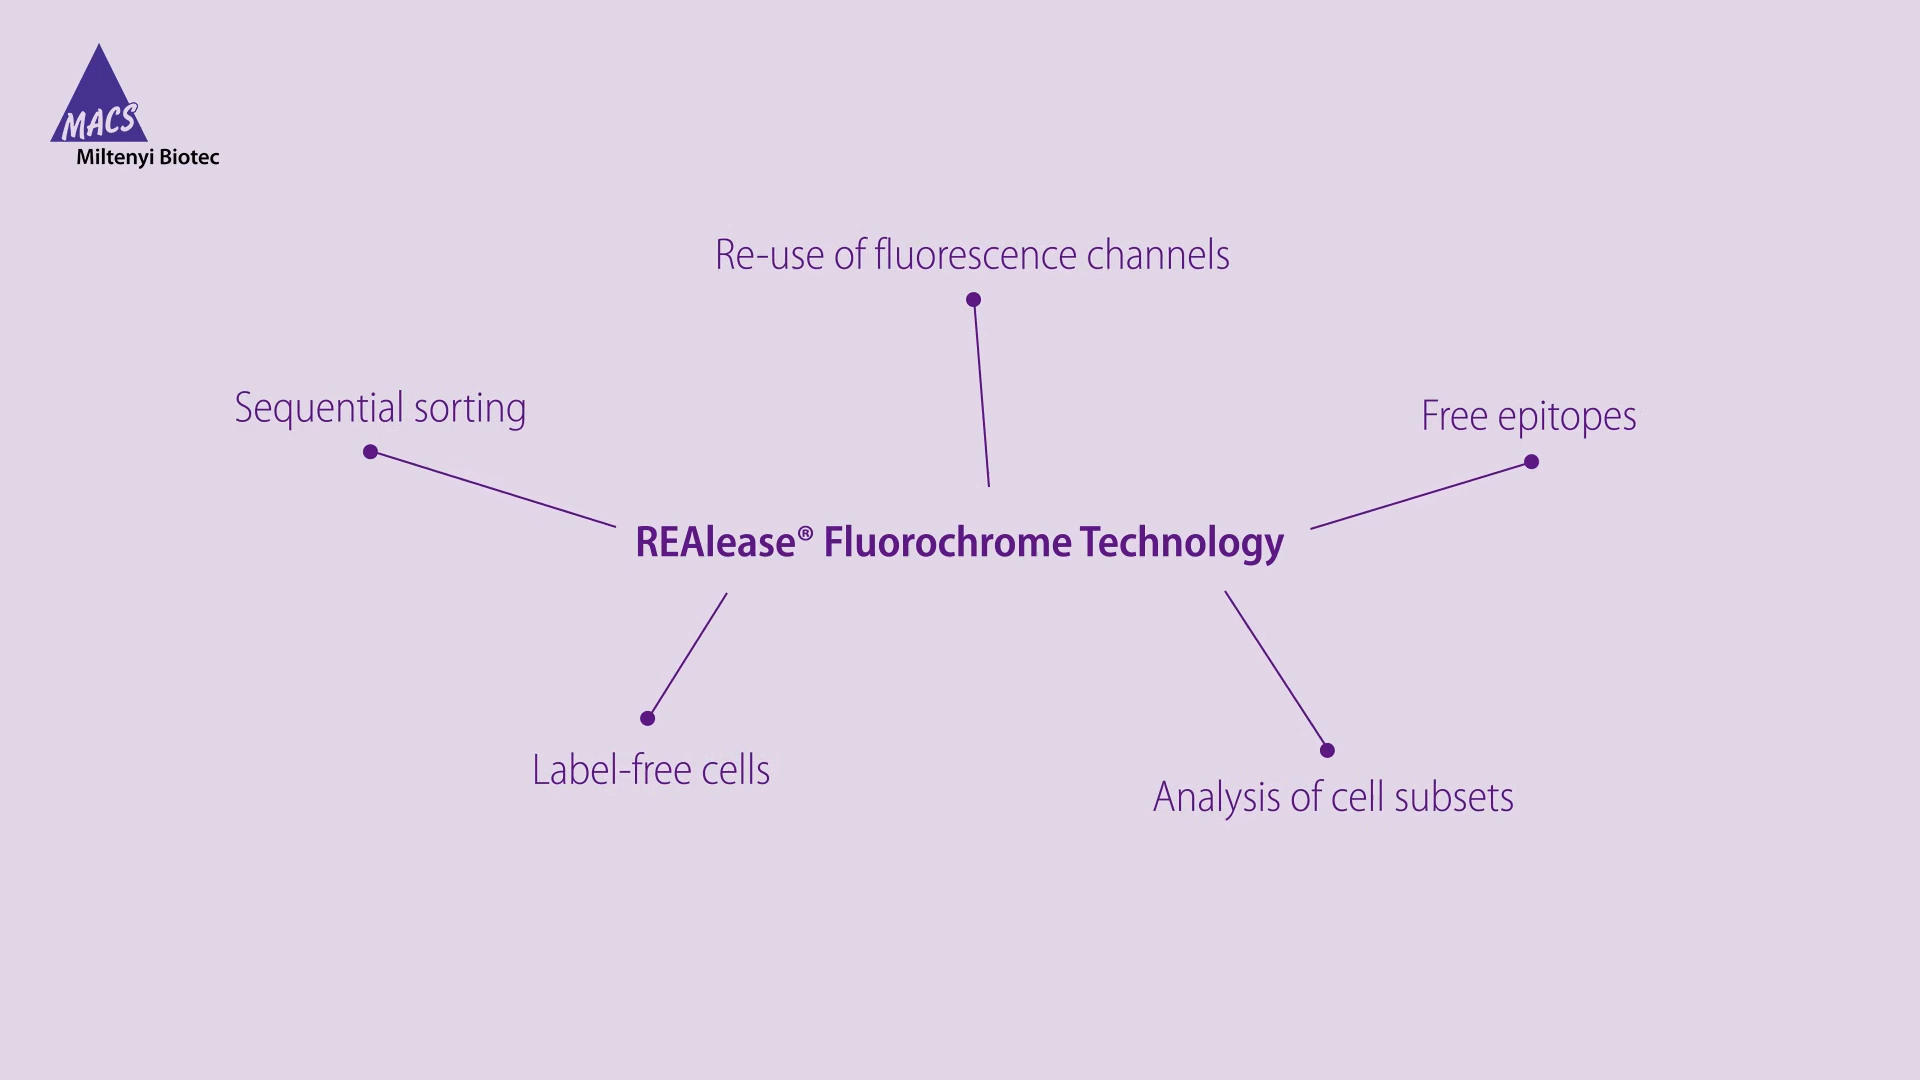 MACS
Miltenyi Biotec
Re-use of fluorescence channels
Sequential sorting
Free epitopes
REAlease® Fluorochrome Technology
Label-free cells
Analysis of cell subsets